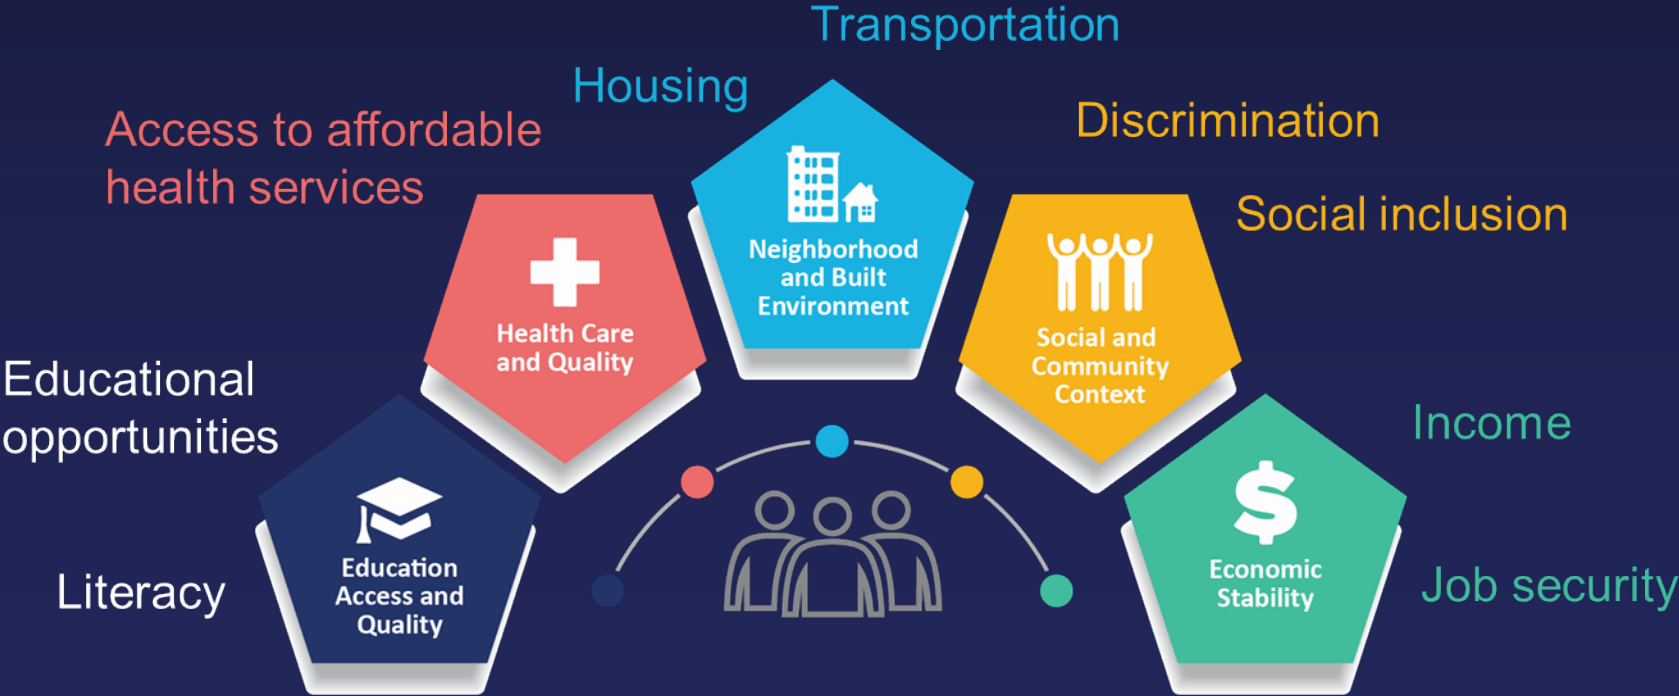 Transportation
Housing
Access to affordable
health services
Discrimination
Social inclusion
Neighborhood
and Built
Environment
Health Care
and Quality
Social and
Community
Context
Educational
opportunities
Income
Literacy
Education
Access and
Quality
$
Economic
Stability
Job security